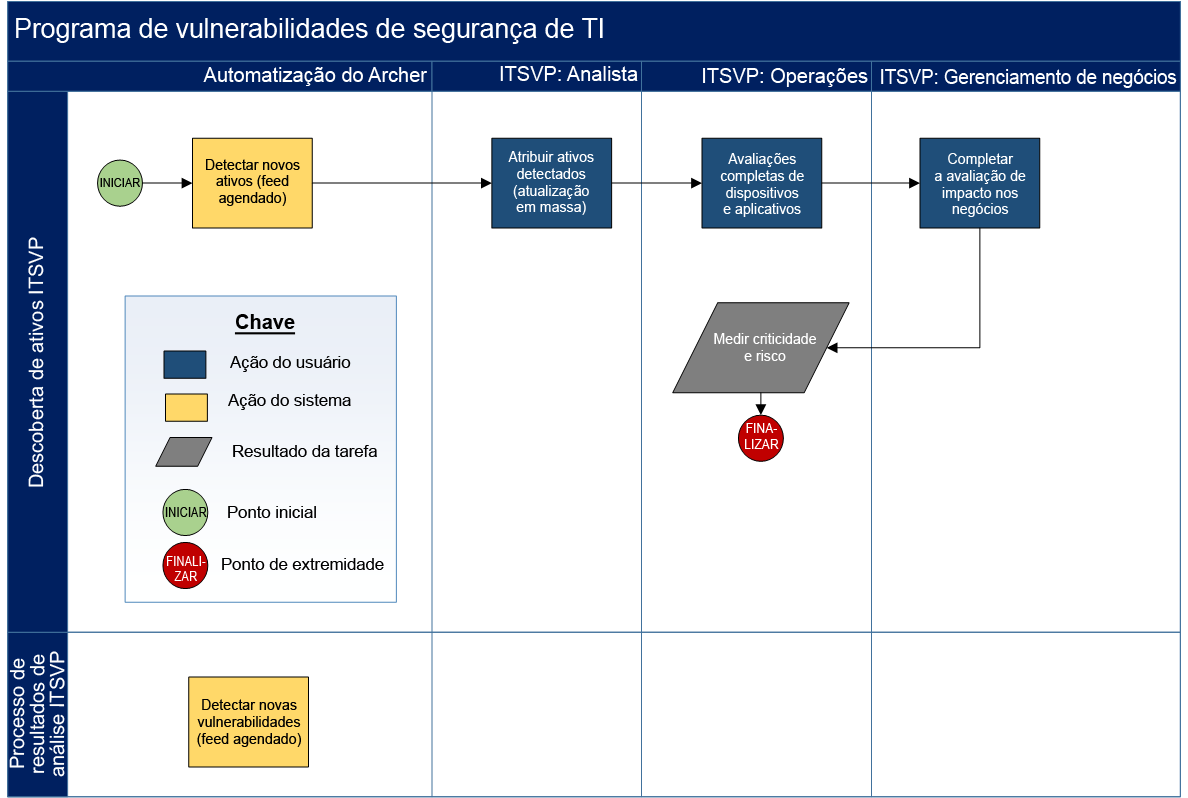 Programa de vulnerabilidades de segurança de TI
Automatização do Archer
ITSVP: Analista
ITSVP: Operações
ITSVP: Gerenciamento de negócios
Descoberta de ativos ITSVP
INICIAR
Detectar novos
ativos (feed
agendado)
Atribuir ativos
detectados
(atualização
em massa)
Avaliações
completas de
dispositivos
e aplicativos
Completar
a avaliação de
impacto nos
negócios
Medir criticidade
e risco
FINA-
LIZAR
Chave
Ação do usuário
Ação do sistema
Resultado da tarefa
INICIAR
Ponto inicial
FINALI-
ZAR
Ponto de extremidade
Processo de
resultados de
análise ITSVP
Detectar novas
vulnerabilidades
(feed agendado)